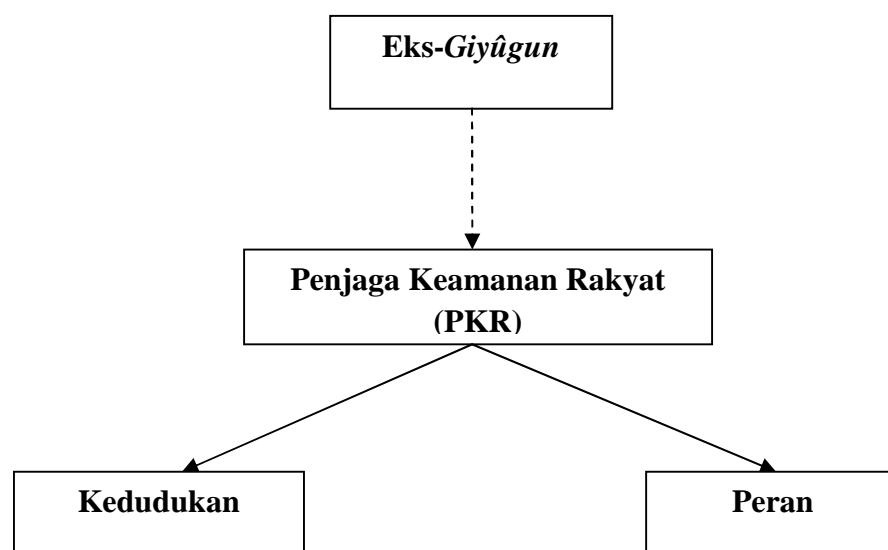 Eks-Giyûgun
Penjaga Keamanan Rakyat
(PKR)
Kedudukan
Peran